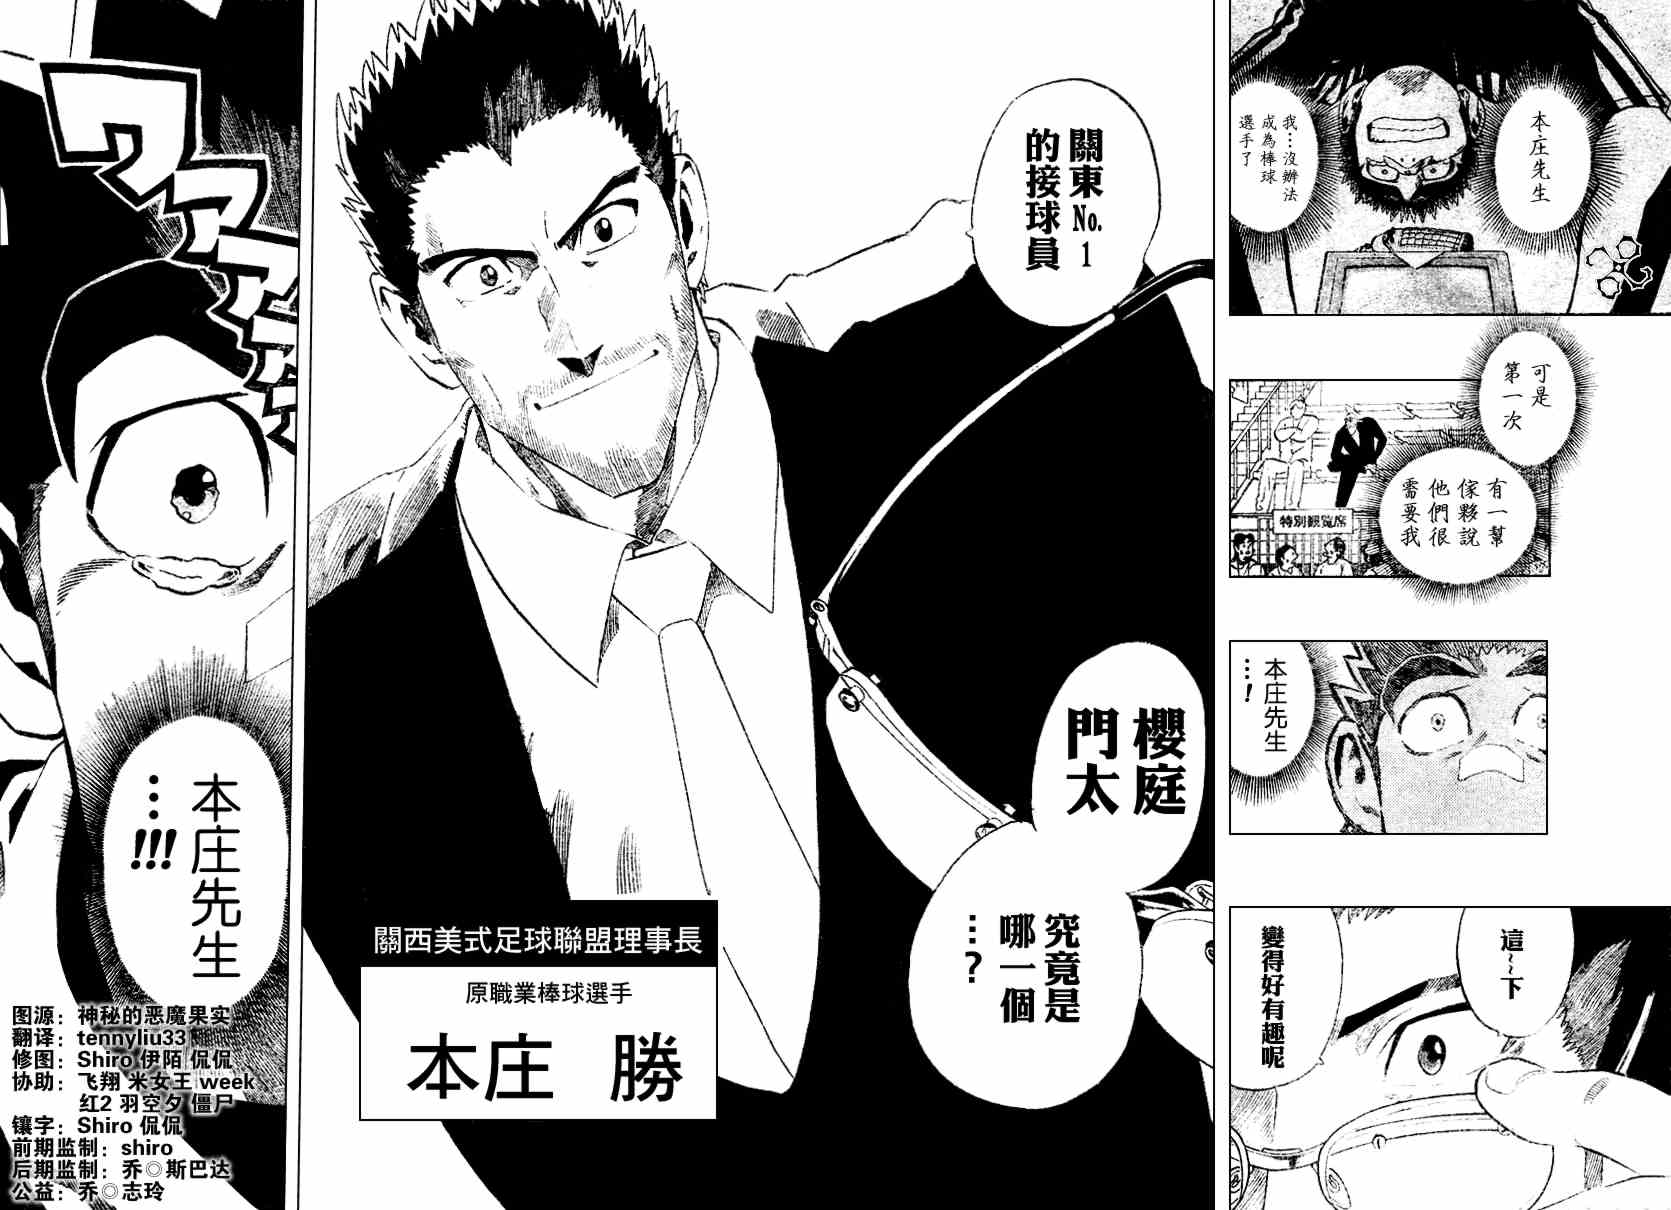 本庄先生
我…沒辦法
成為棒球
選手了
可是
第一次
有一幫
傢夥說
他們很
需要我
特別観覧席
本庄先生
…!
這~~下
變得好有趣呢
關東No.1
的接球員
櫻庭
門太
究竟是
哪一個
…?
關西美式足球聯盟理事長
原職業棒球選手
本庄 勝
ワアアアア
本庄先生
…!!!
图源：神秘的恶魔果实
翻译：tennyliu33
修图：Shiro 伊陌 侃侃
协助：飞翔 米女王 week
红2 羽空夕 僵尸
镶字：Shiro 侃侃
前期监制：shiro
后期监制：乔◎斯巴达
公益：乔◎志玲